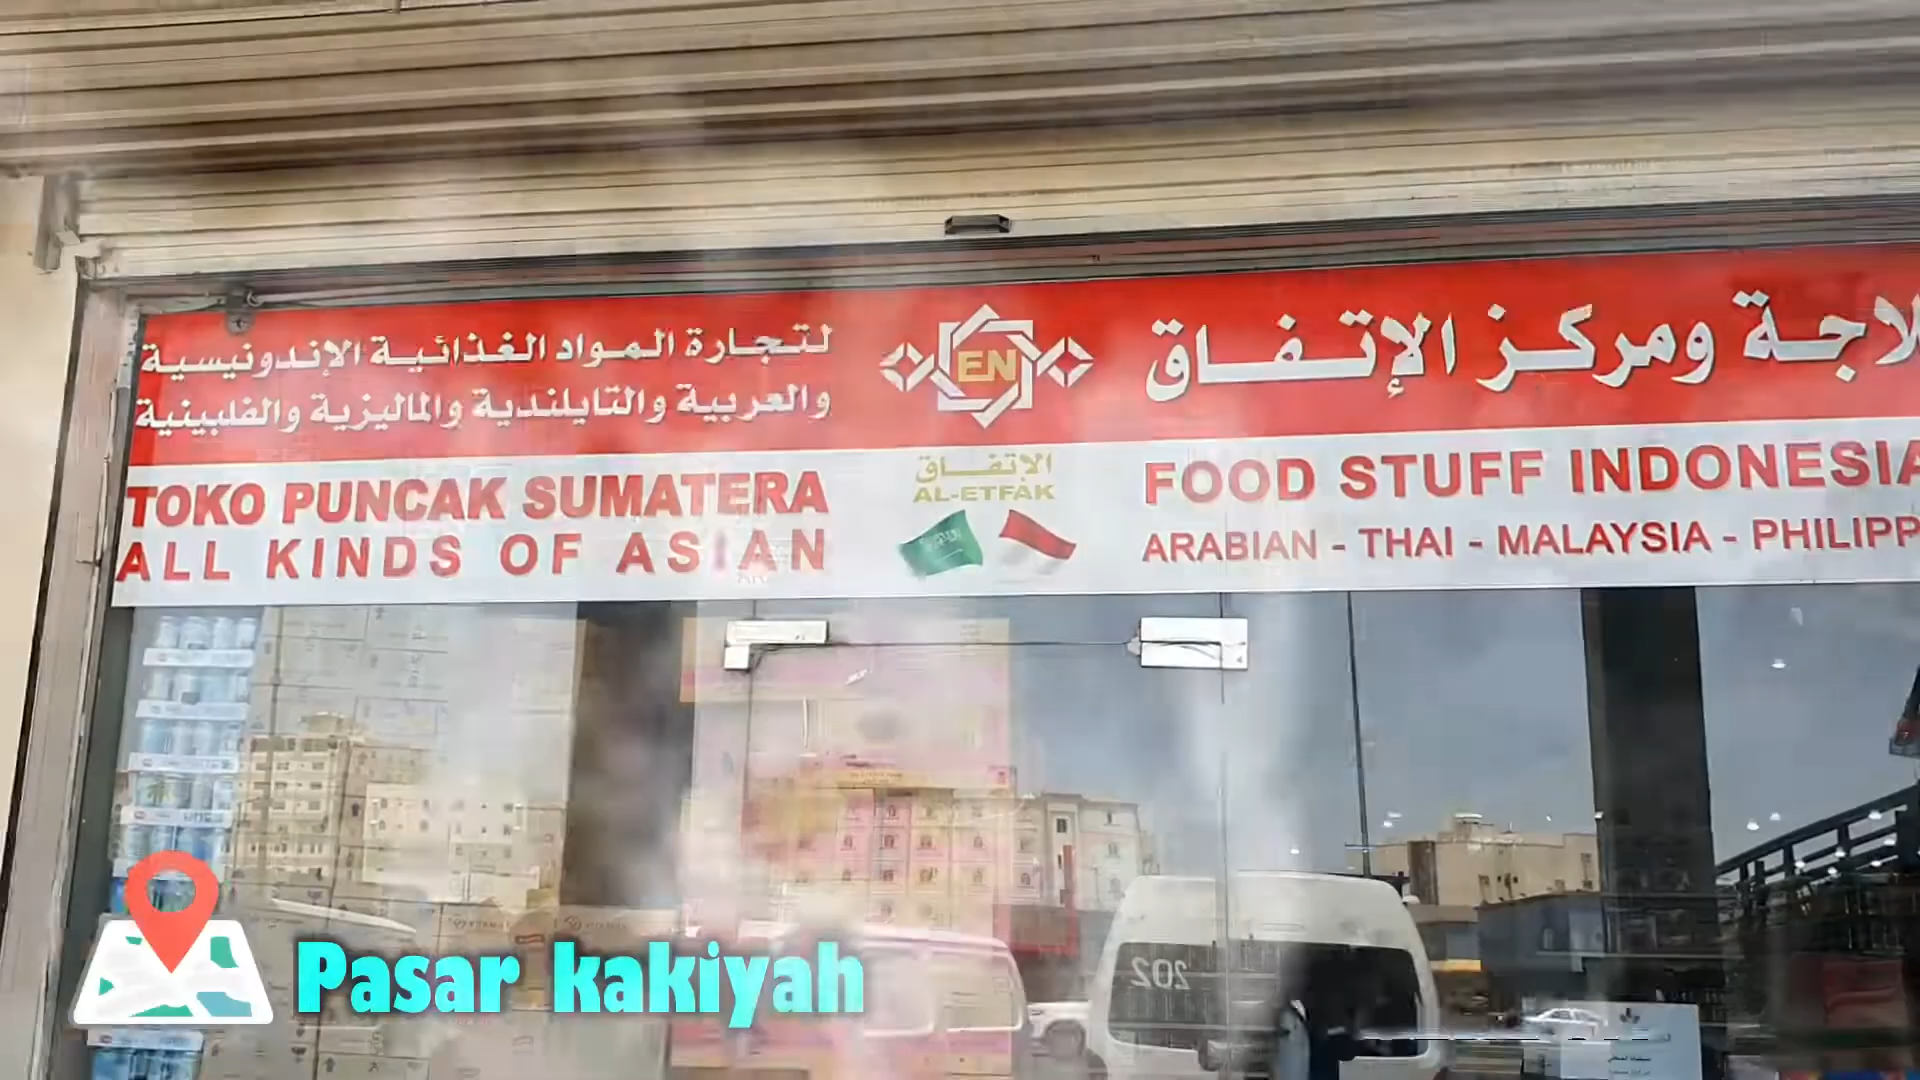 لتجارة المواد الغذائية الإندونيسية
والعربية والتايلندية والماليزية والفلبينية
EN
ومركز الإتفاق
TOKO PUNCAK SUMATERA
ALL KINDS OF ASIAN
الإتفاق
AL-ETFAK
FOOD STUFF INDONESIA
ARABIAN - THAI - MALAYSIA - PHILIPP
202
Pasar kakiyah